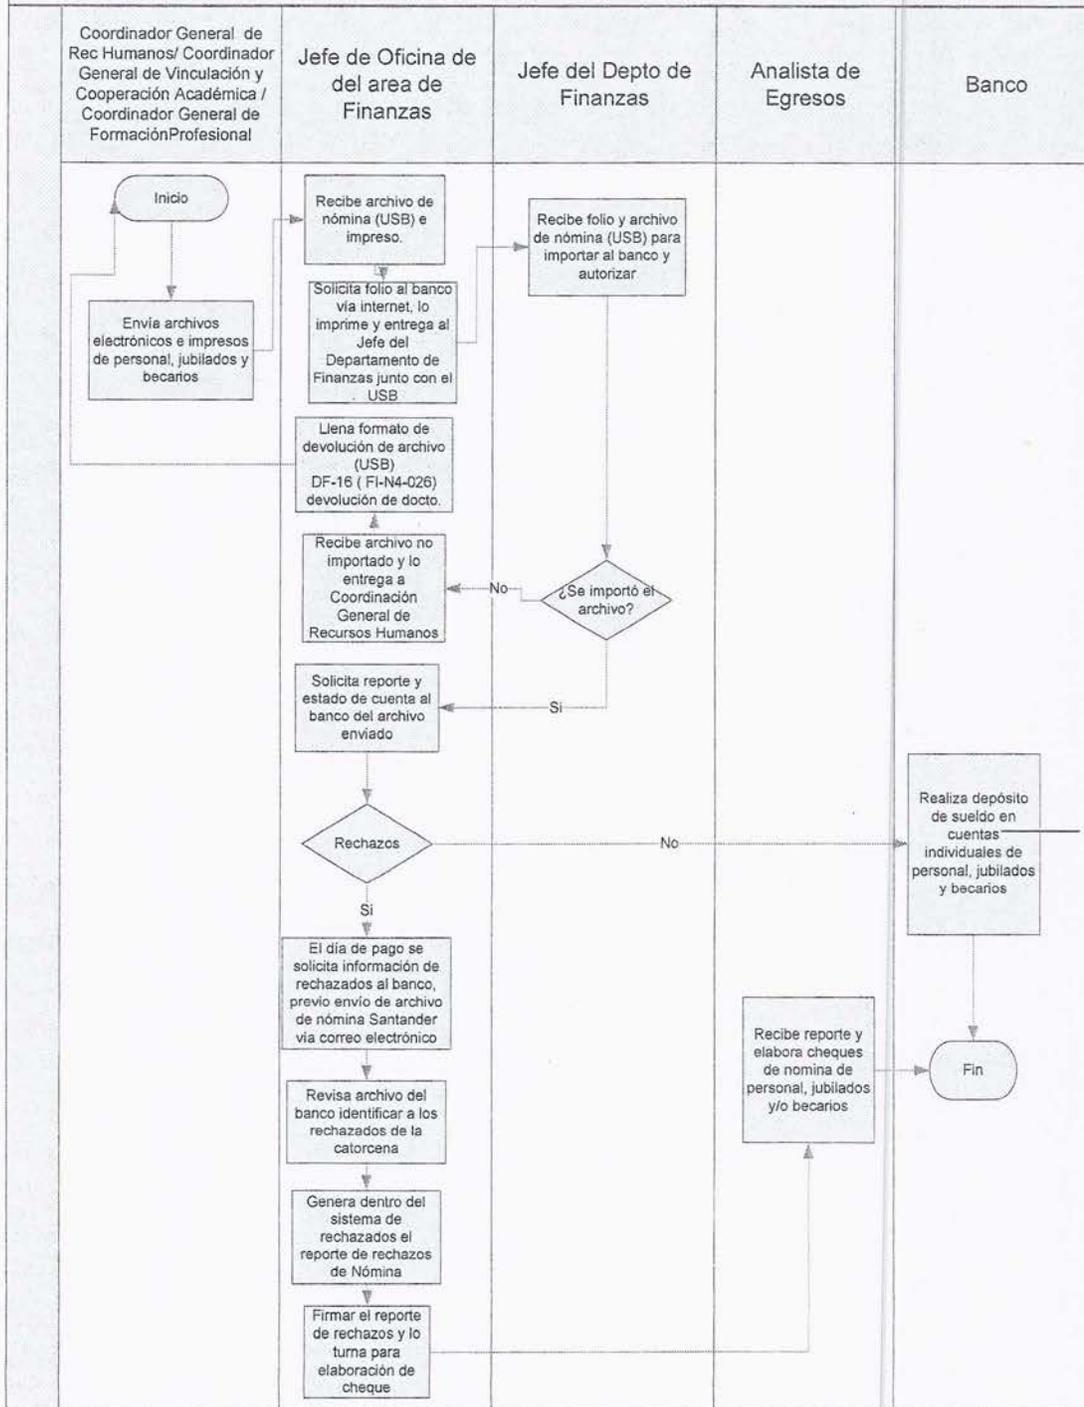 Coordinador General de
Rec Humanos/ Coordinador
General de Vinculación y
Cooperación Académica /
Coordinador General de
FormaciónProfesional
Jefe de Oficina de
del area de
Finanzas
Jefe del Depto de
Finanzas
Analista de
Egresos
Banco
Inicio
Envía archivos
electrónicos e impresos
de personal, jubilados y
becarios
Recibe archivo de
nómina (USB) e
impreso.
Solicita folio al banco
vía internet, lo
imprime y entrega al
Jefe del
Departamento de
Finanzas junto con el
USB
Recibe folio y archivo
de nómina (USB) para
importar al banco y
autorizar
Llena formato de
devolución de archivo
(USB)
DF-16 ( FI-N4-026)
devolución de docto.
Recibe archivo no
importado y lo
entrega a
Coordinación
General de
Recursos Humanos
No
¿Se importó el
archivo?
Solicita reporte y
estado de cuenta al
banco del archivo
enviado
Si
Rechazos
No
Realiza depósito
de sueldo en
cuentas
individuales de
personal, jubilados
y becarios
Si
El día de pago se
solicita información de
rechazados al banco,
previo envío de archivo
de nómina Santander
vía correo electrónico
Recibe reporte y
elabora cheques
de nomina de
personal, jubilados
y/o becarios
Fin
Revisa archivo del
banco identificar a los
rechazados de la
catorcena
Genera dentro del
sistema de
rechazados el
reporte de rechazos
de Nómina
Firmar el reporte
de rechazos y lo
turna para
elaboración de
cheque